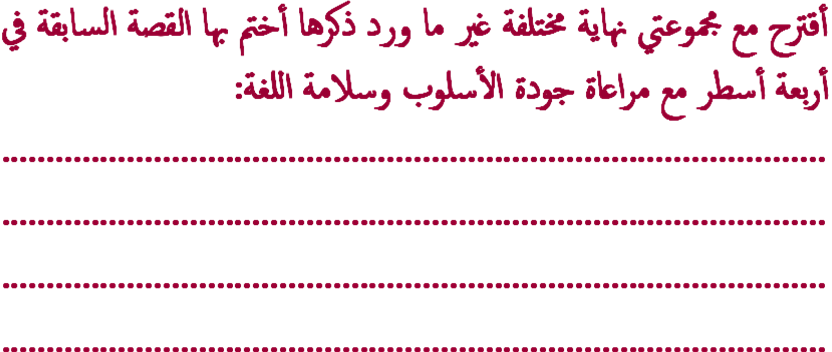 أقترح مع مجموعتي نهاية مختلفة غير ما ورد ذكرها أختم بها القصة السابقة في
أربعة أسطر مع مراعاة جودة الأسلوب وسلامة اللغة: